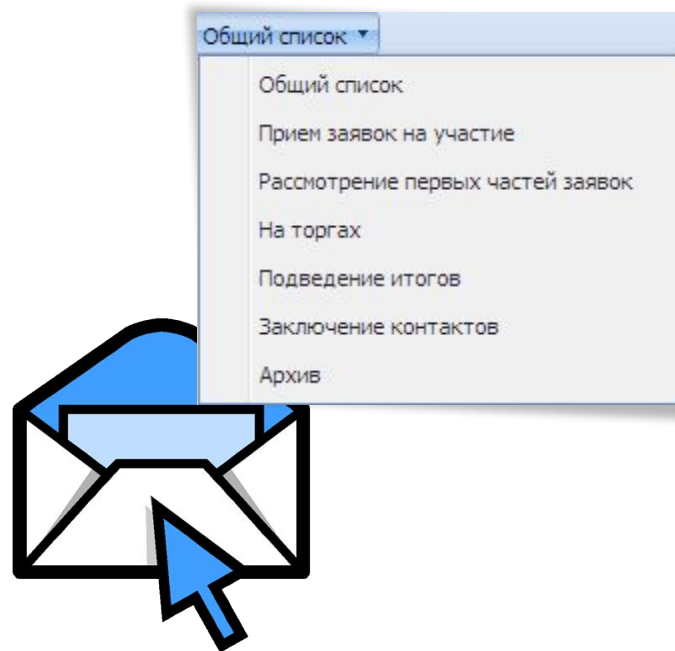 Общий список
Общий список
Прием заявок на участие
Рассмотрение первых частей заявок
На торгах
Подведение итогов
Заключение контактов
Архив